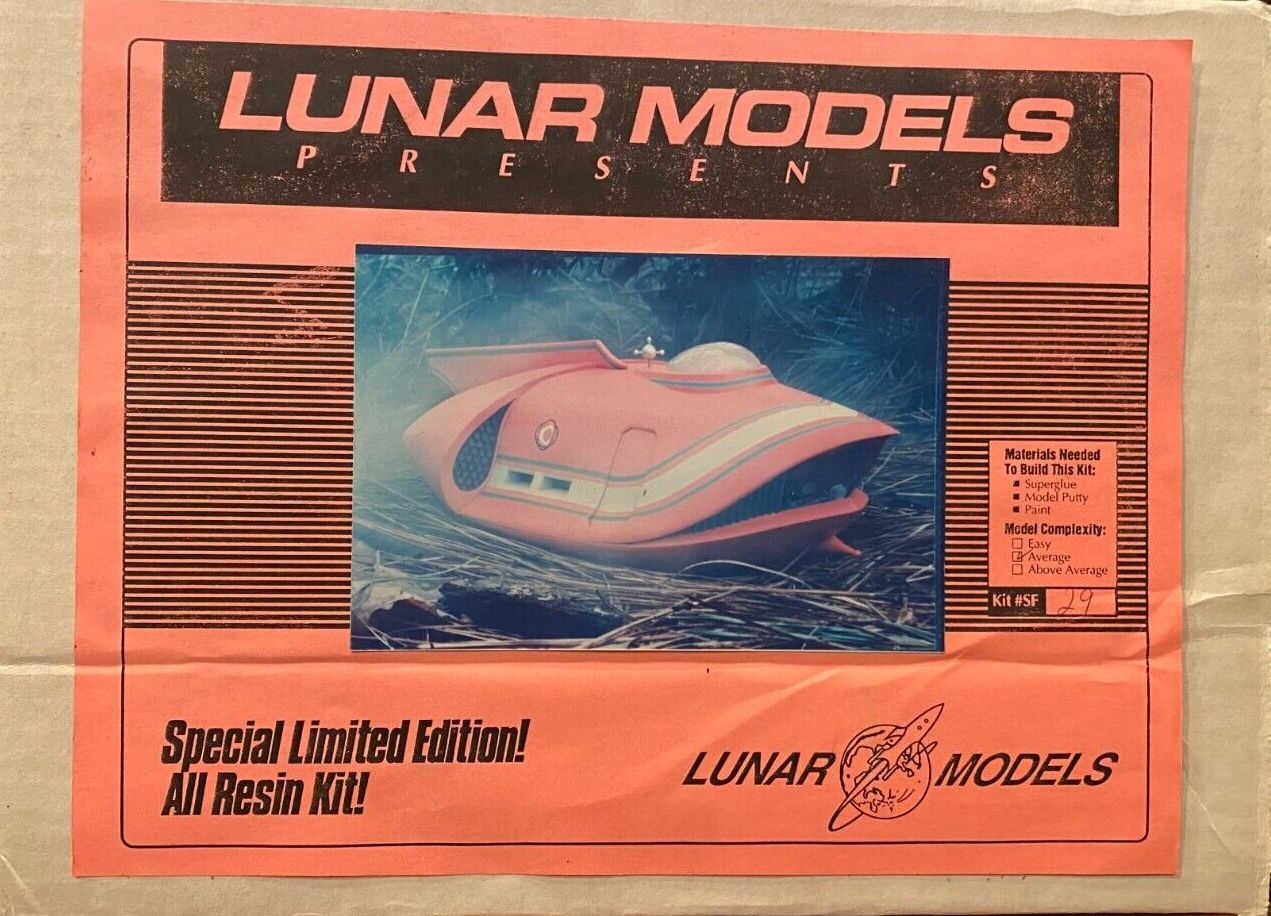 LUNAR MODELS
PRESENTS
Materials Needed
To Build This Kit:
▪ Superglue
▪ Model Putty
▪ Paint
Model Complexity:
☐ Easy
☑ Average
☐ Above Average
Kit #SF 29
Special Limited Edition!
All Resin Kit!
LUNAR MODELS